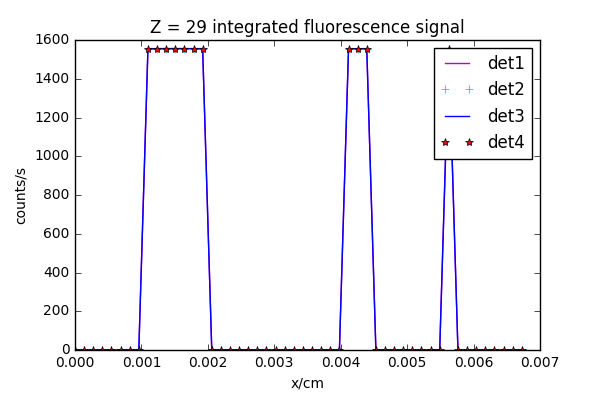 Z = 29 integrated fluorescence signal
1600
1400
1200
1000
800
600
400
200
0
counts/s
det1
det2
det3
det4
0.000 0.001 0.002 0.003 0.004 0.005 0.006 0.007
x/cm